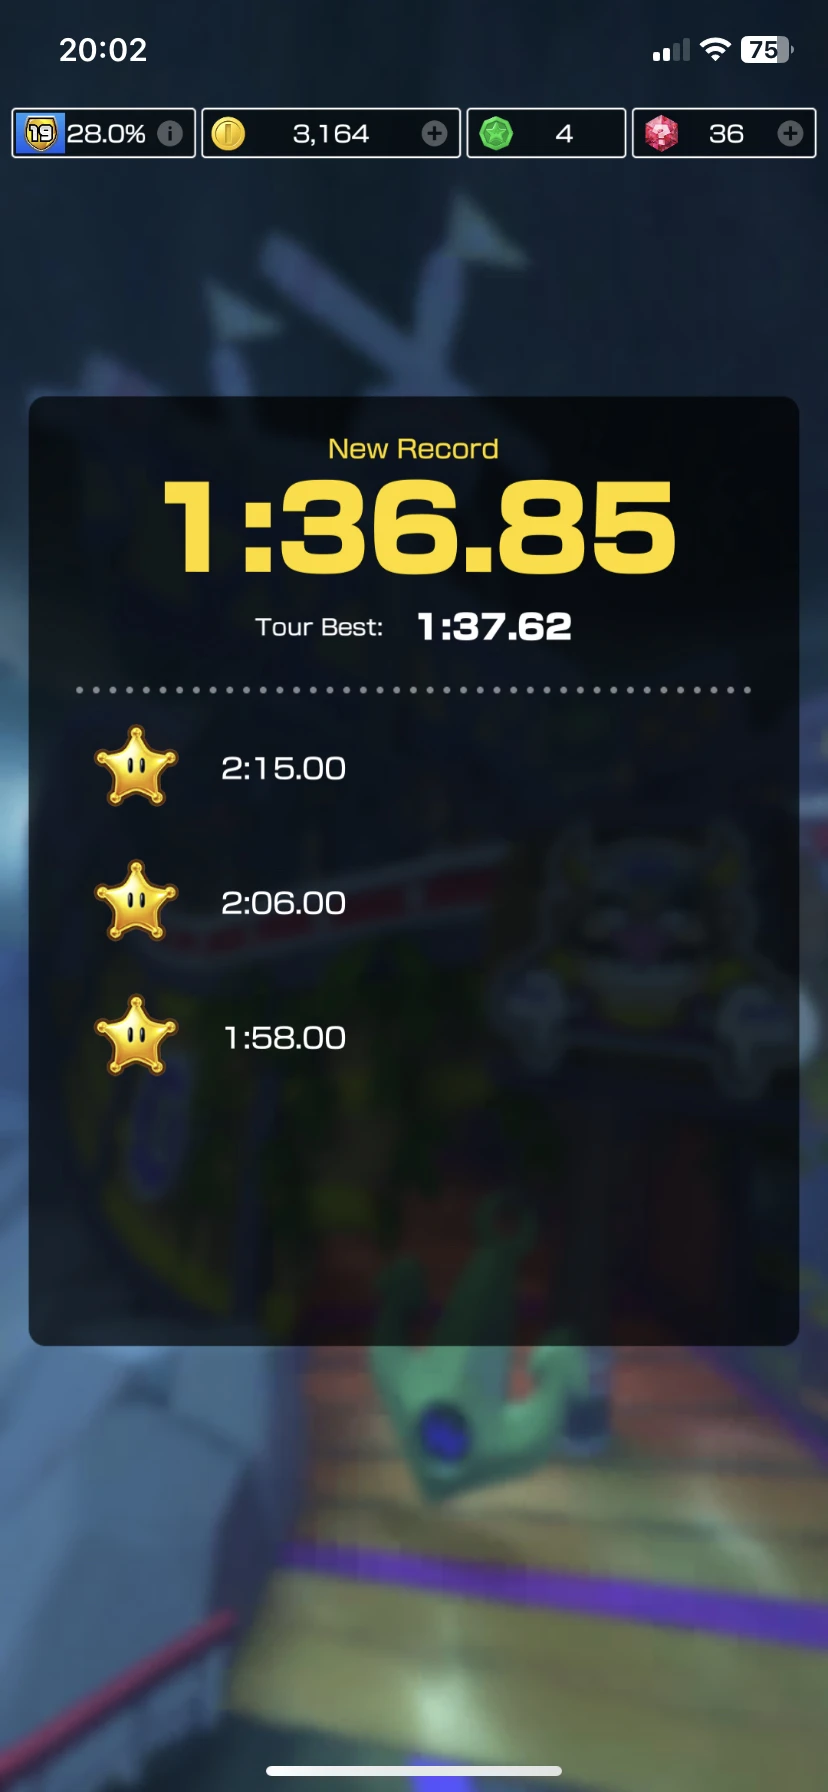 20:02
75
19 28.0% i 3,164 + 4 ? 36 +
New Record
1:36.85
Tour Best: 1:37.62
2:15.00
2:06.00
1:58.00